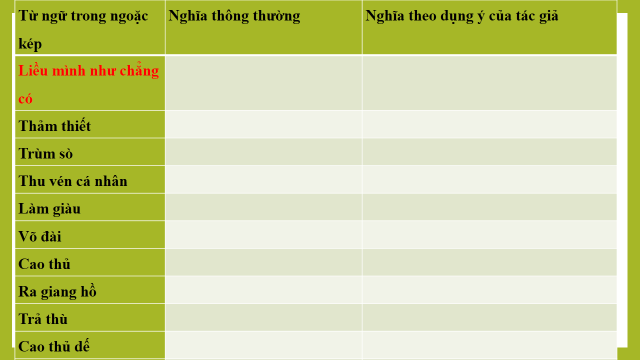 Từ ngữ trong ngoặc kép
Nghĩa thông thường
Nghĩa theo dụng ý của tác giả
Liều mình như chẳng có
Thảm thiết
Trùm sò
Thu vén cá nhân
Làm giàu
Võ đài
Cao thủ
Ra giang hồ
Trả thù
Cao thủ dế